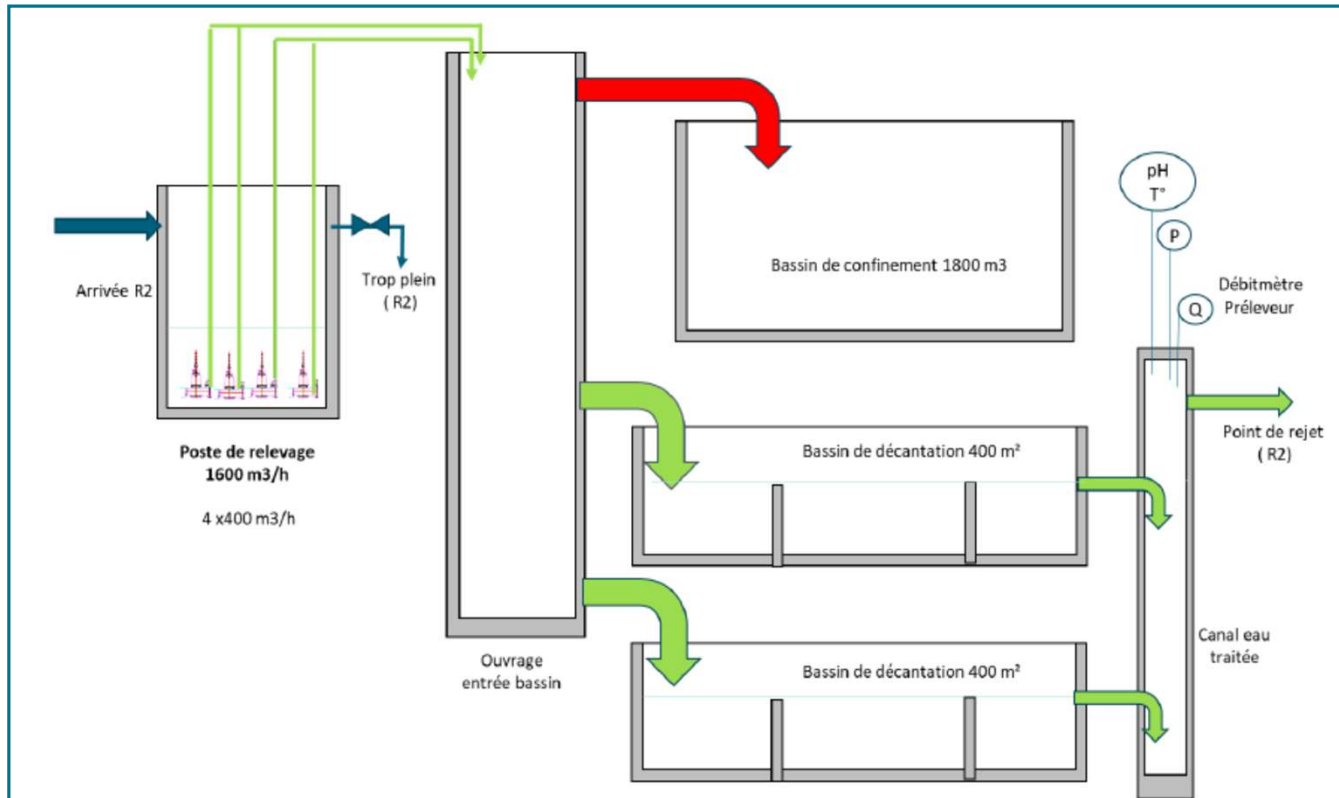 Arrivée R2
Trop plein
( R2)
Poste de relevage
1600 m3/h
4 x400 m3/h
Ouvrage
entrée bassin
Bassin de confinement 1800 m3
Bassin de décantation 400 m²
Bassin de décantation 400 m²
pH
T°
P
Q
Débitmètre
Préleveur
Point de rejet
( R2)
Canal eau
traitée